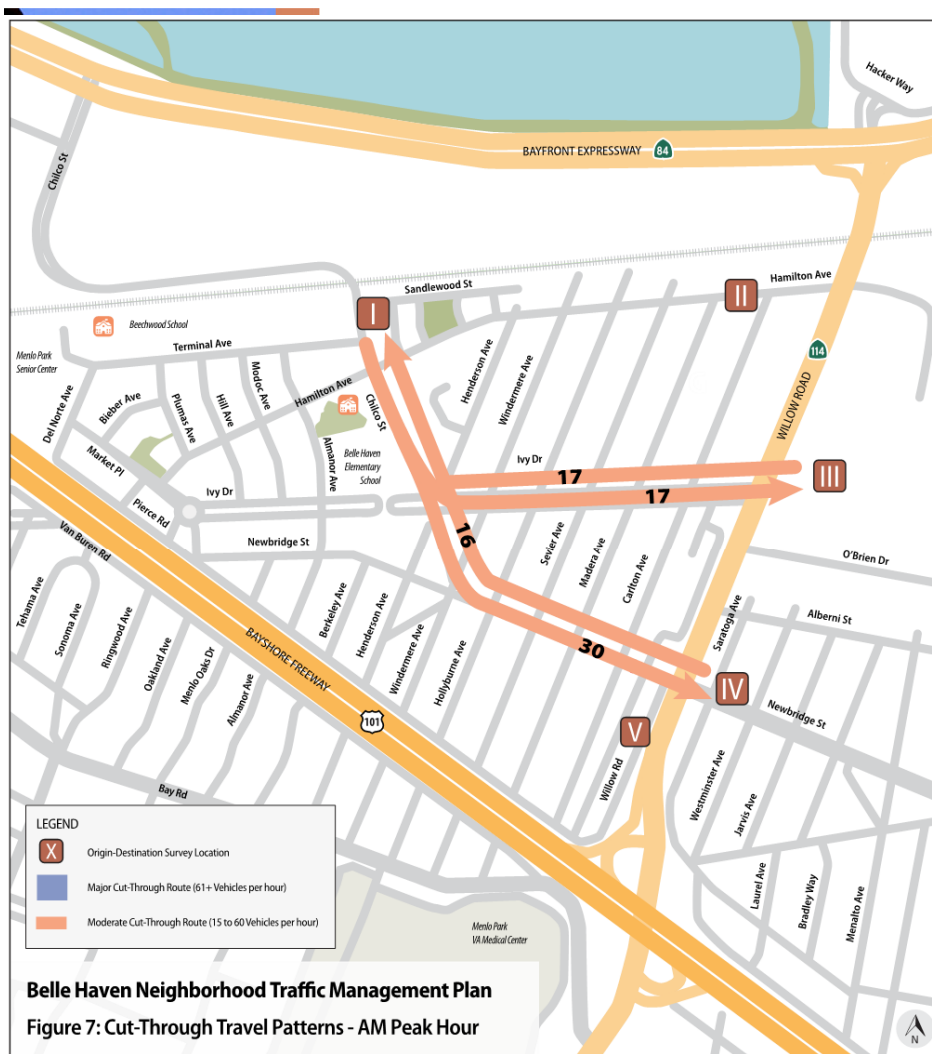 Hacker Way
BAYFRONT EXPRESSWAY
84
Chilco St
Sandlewood St
Hamilton Ave
I
II
Beechwood School
Terminal Ave
Menlo Park
Senior Center
114
WILLOW ROAD
Henderson Ave
Windermere Ave
Hamilton Ave
Modoc Ave
Hill Ave
Plumas Ave
Bieber Ave
Del Norte Ave
Chilco St
Market Pl
Almanor Ave
Belle Haven
Elementary
School
Ivy Dr
17
III
17
Ivy Dr
Pierce Rd
Van Buren Rd
Newbridge St
16
Sevier Ave
Madera Ave
Carlton Ave
O'Brien Dr
Tehama Ave
Sonoma Ave
Ringwood Ave
Oakland Ave
Menlo Oaks Dr
Almanor Ave
Berkeley Ave
Henderson Ave
Windermere Ave
Hollyburne Ave
Saratoga Ave
Alberni St
BAYSHORE FREEWAY
101
30
IV
Newbridge St
V
Willow Rd
Westminster Ave
Jarvis Ave
Bay Rd
Laurel Ave
Bradley Way
Menalto Ave
Menlo Park
VA Medical Center
LEGEND
X
Origin-Destination Survey Location
Major Cut-Through Route (61+ Vehicles per hour)
Moderate Cut-Through Route (15 to 60 Vehicles per hour)
Belle Haven Neighborhood Traffic Management Plan
Figure 7: Cut-Through Travel Patterns - AM Peak Hour
N